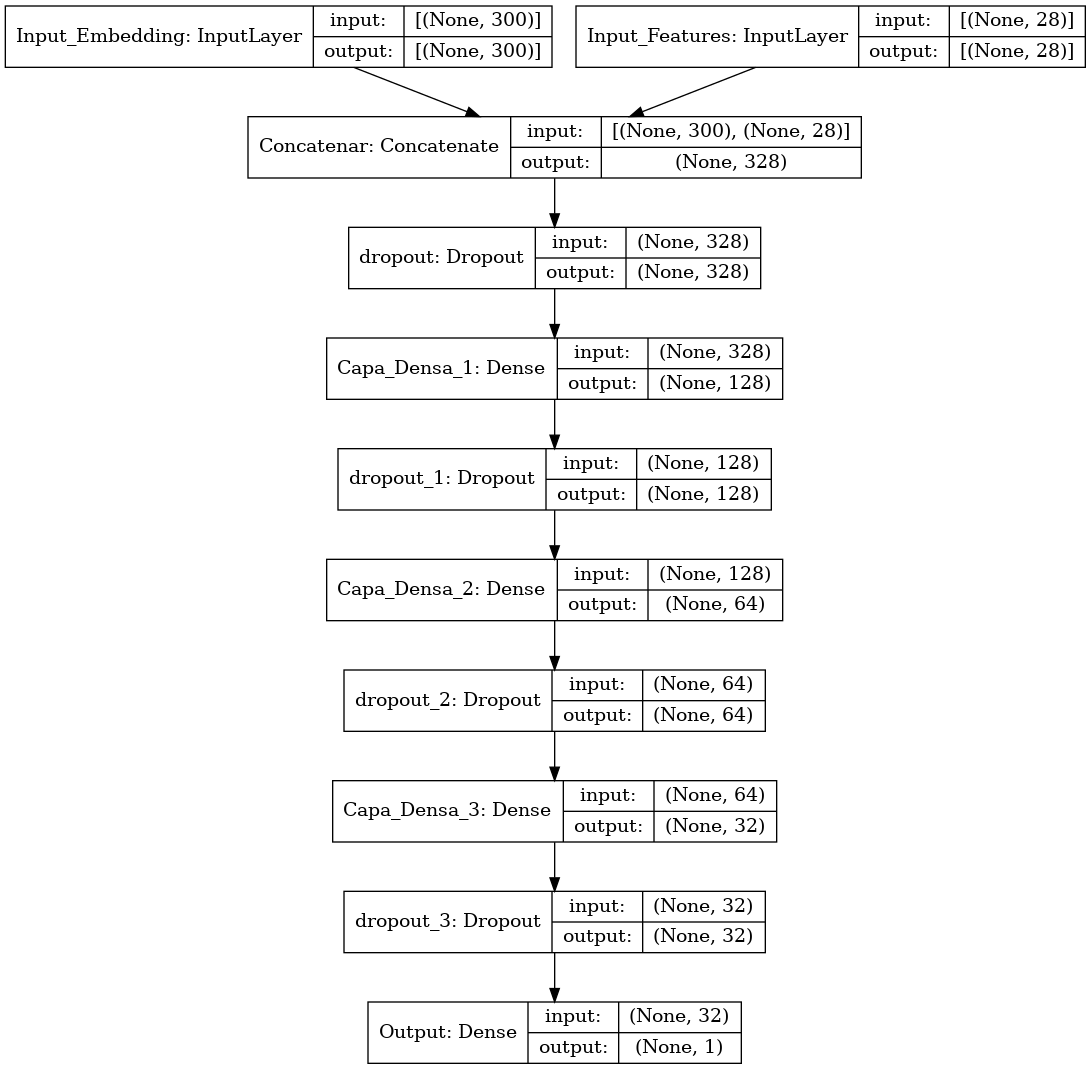 Input_Embedding: InputLayer
input:
[(None, 300)]
output:
[(None, 300)]
Input_Features: InputLayer
input:
[(None, 28)]
output:
[(None, 28)]
Concatenar: Concatenate
input:
[(None, 300), (None, 28)]
output:
(None, 328)
dropout: Dropout
input:
(None, 328)
output:
(None, 328)
Capa_Densa_1: Dense
input:
(None, 328)
output:
(None, 128)
dropout_1: Dropout
input:
(None, 128)
output:
(None, 128)
Capa_Densa_2: Dense
input:
(None, 128)
output:
(None, 64)
dropout_2: Dropout
input:
(None, 64)
output:
(None, 64)
Capa_Densa_3: Dense
input:
(None, 64)
output:
(None, 32)
dropout_3: Dropout
input:
(None, 32)
output:
(None, 32)
Output: Dense
input:
(None, 32)
output:
(None, 1)